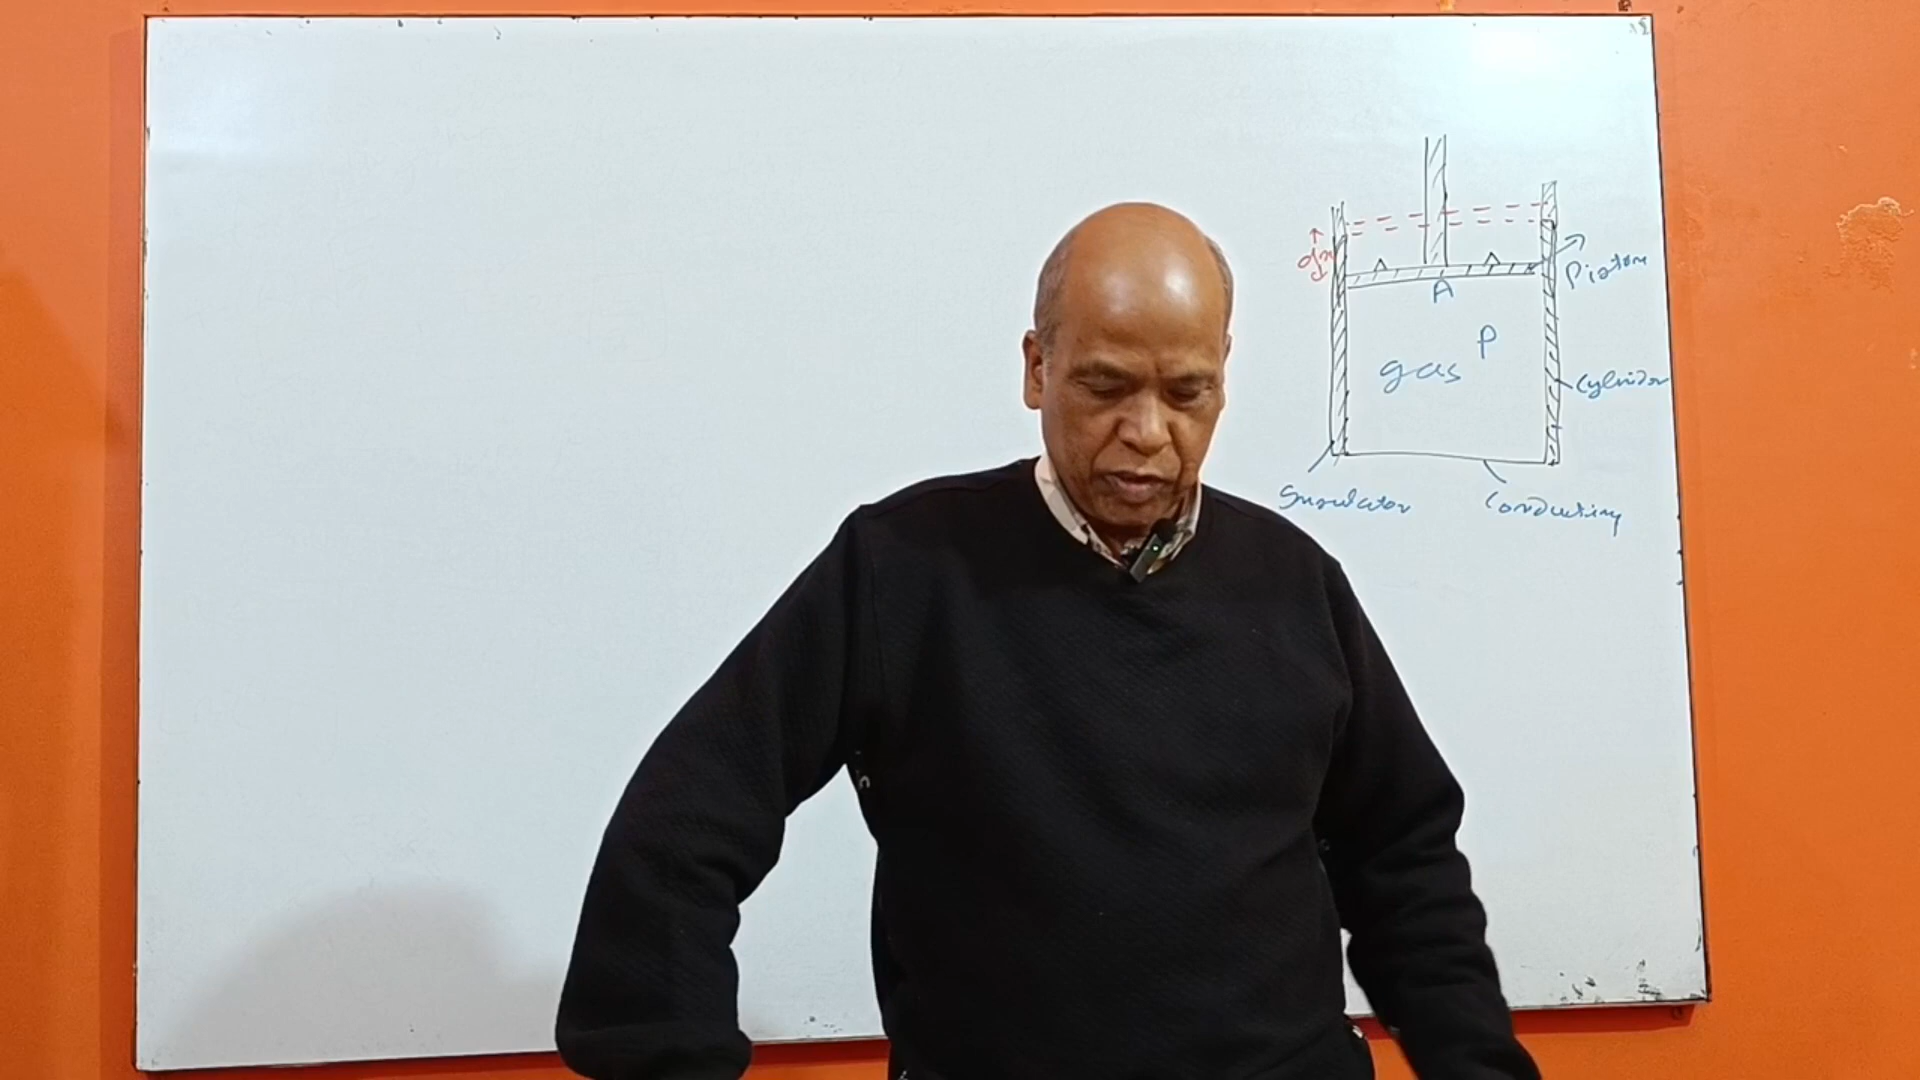 dx
Piston
A
P
gas
Cylinder
Insulator
Conducting